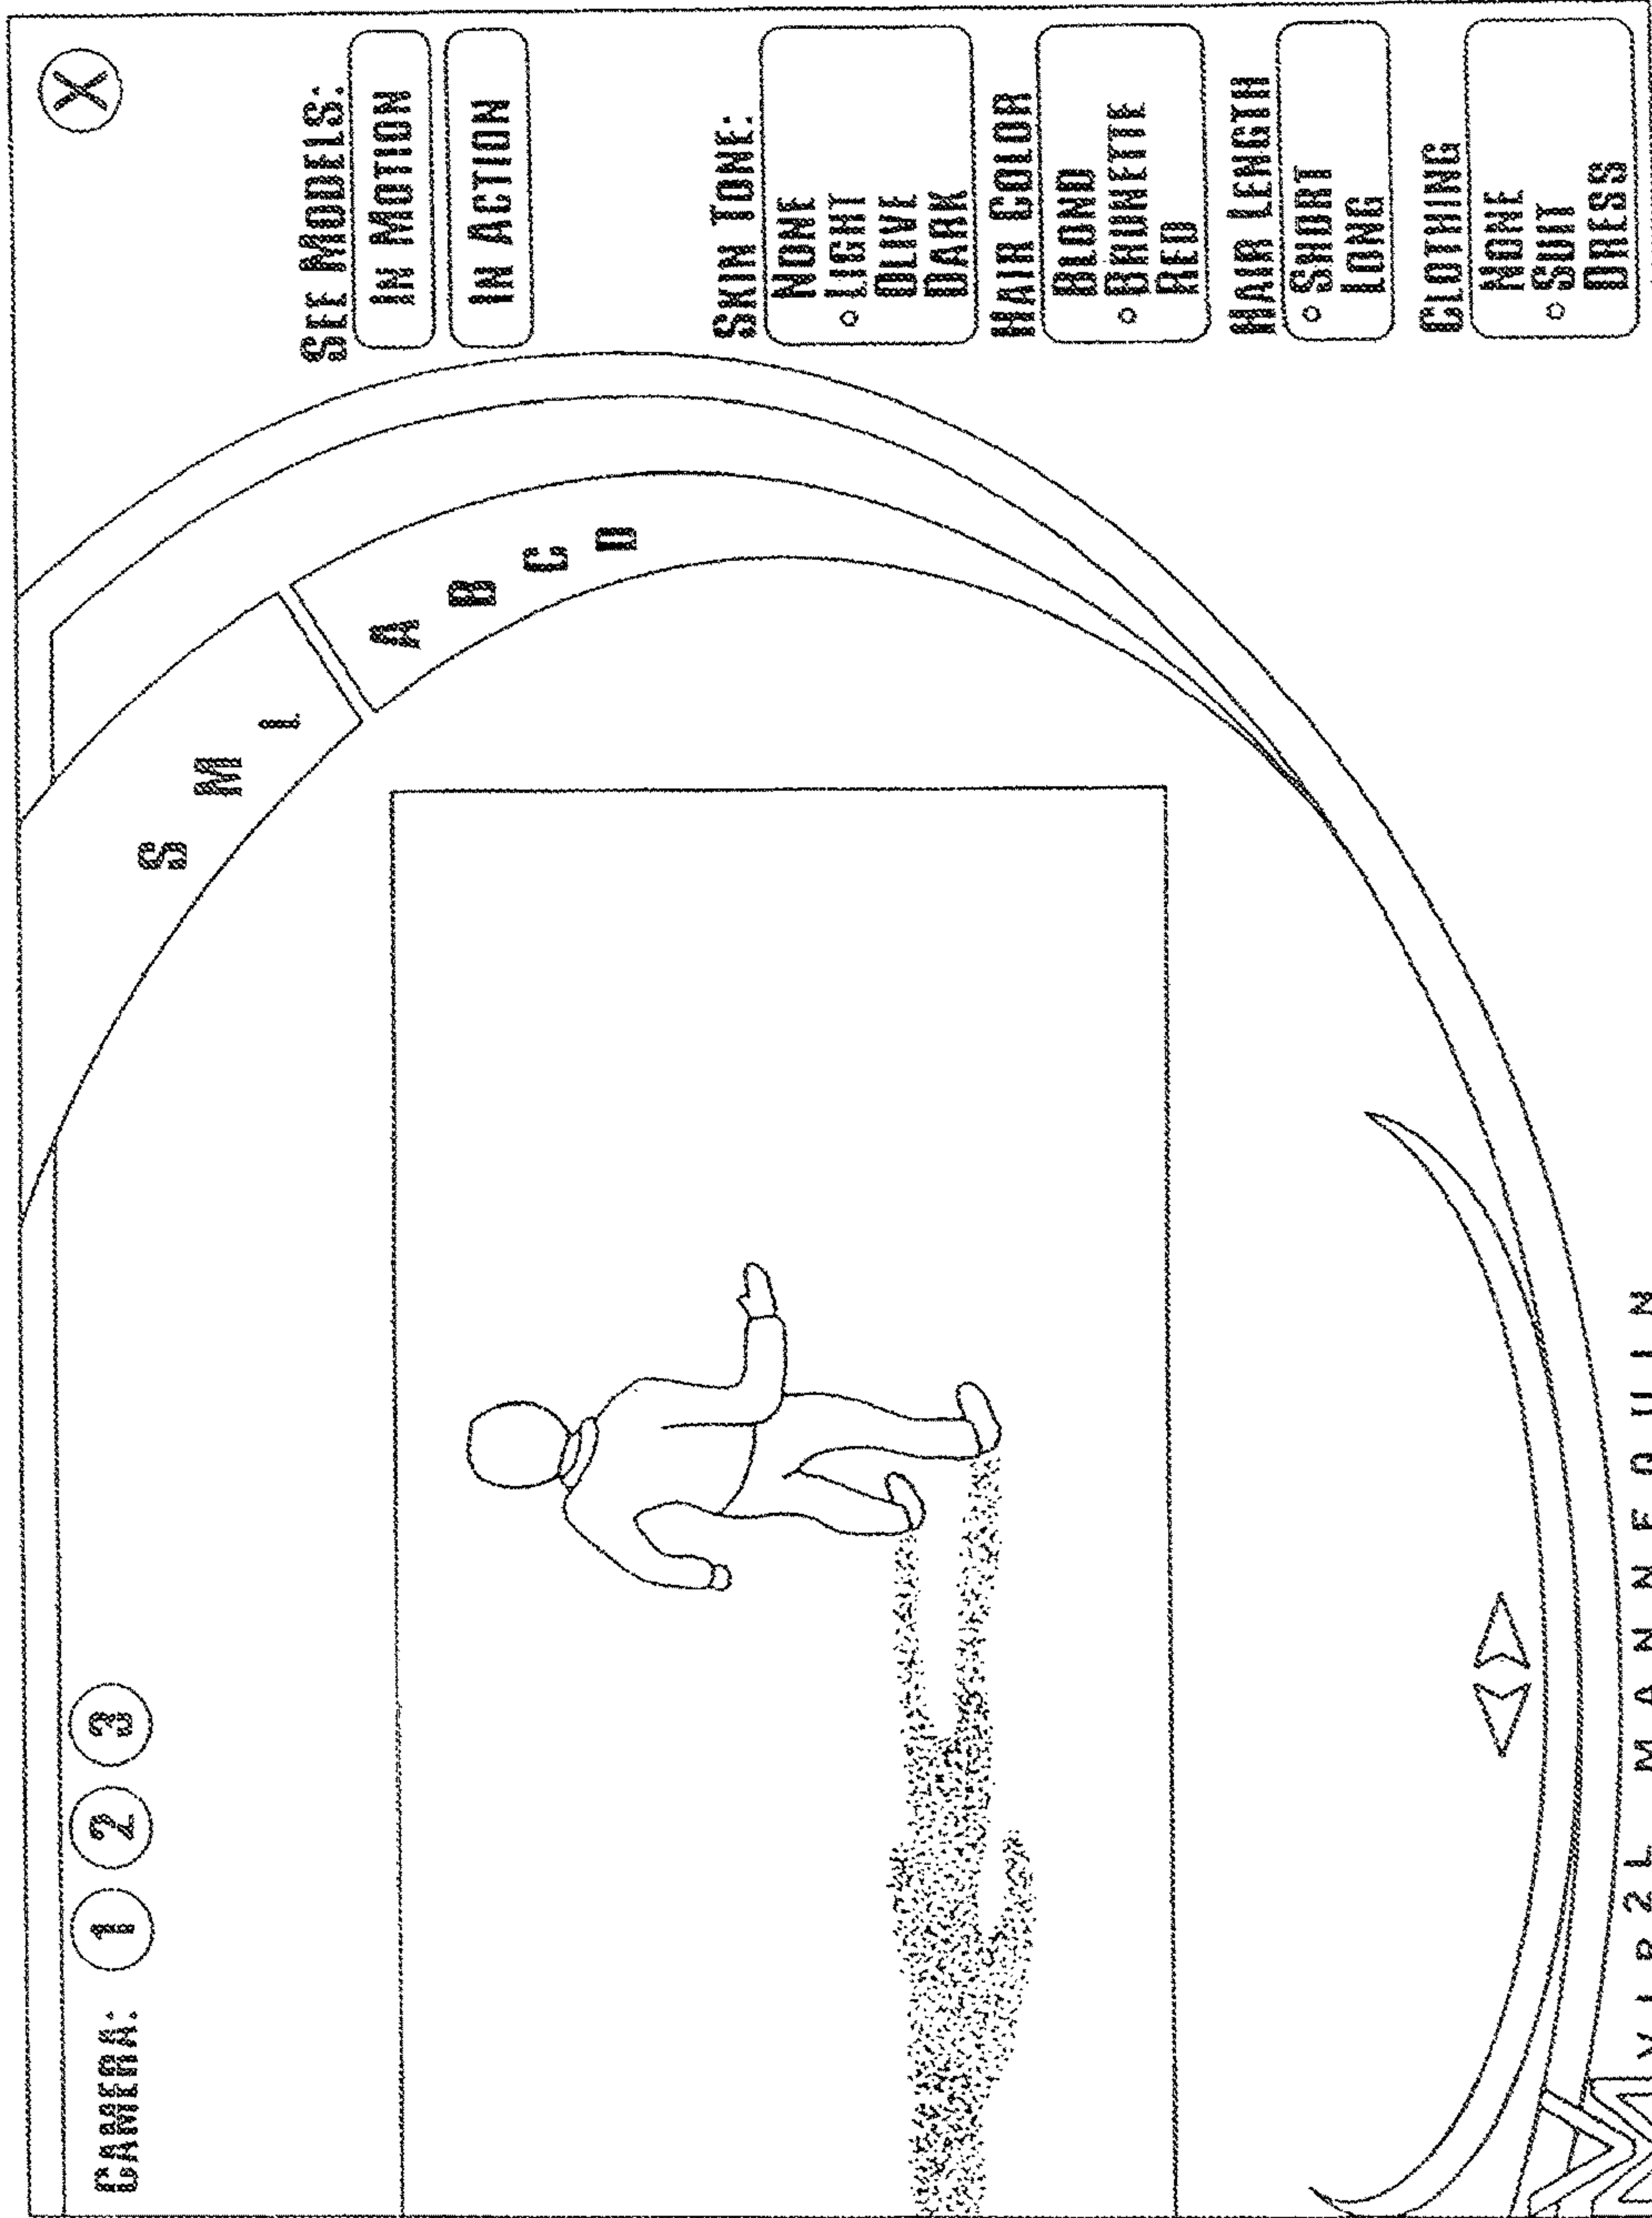 CAMERA: 1 2 3
X
SEE MODELS:
IN MOTION
IN ACTION
S
M
L
A
B
C
D
SKIN TONE:
NONE
LIGHT
OLIVE
DARK
HAIR COLOR
BLOND
BRUNETTE
RED
HAIR LENGTH
SHORT
LONG
CLOTHING
NONE
SUIT
DRESS
VIR2L MANNEQUIN